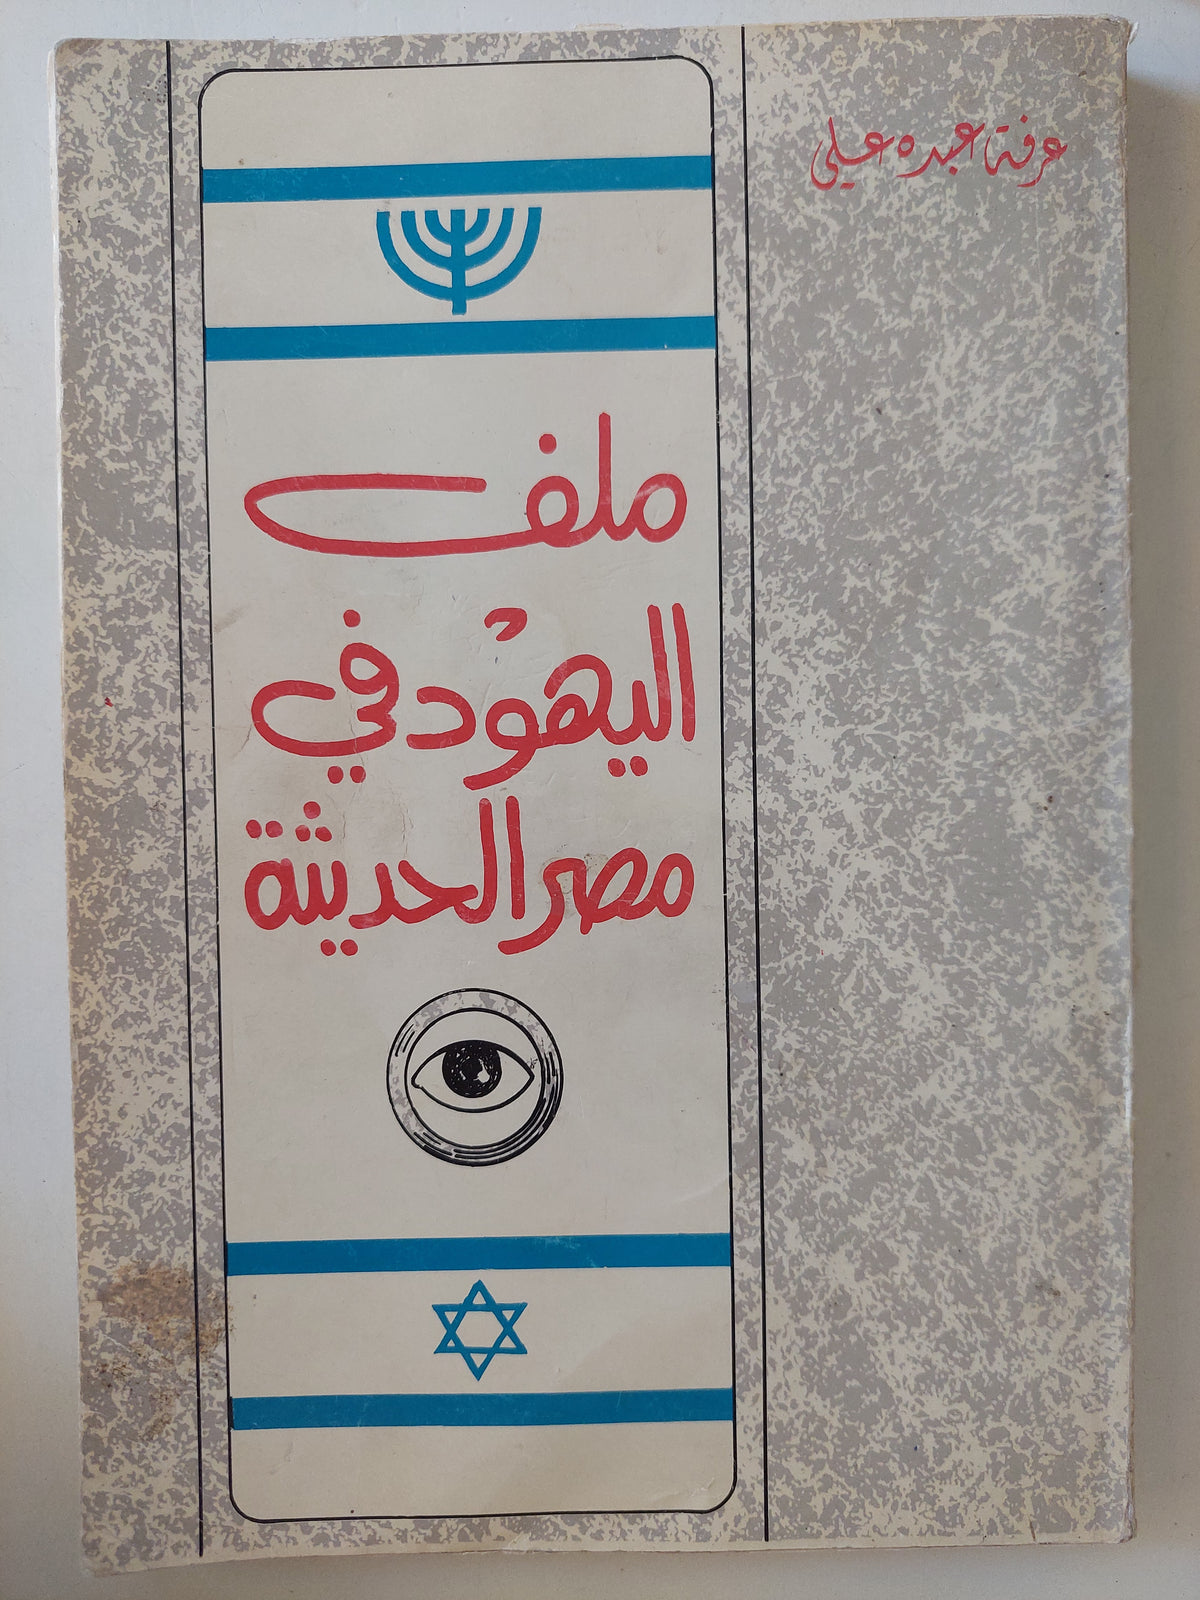 عرفة عبده علي
ملف
اليهود في
مصر الحديثة